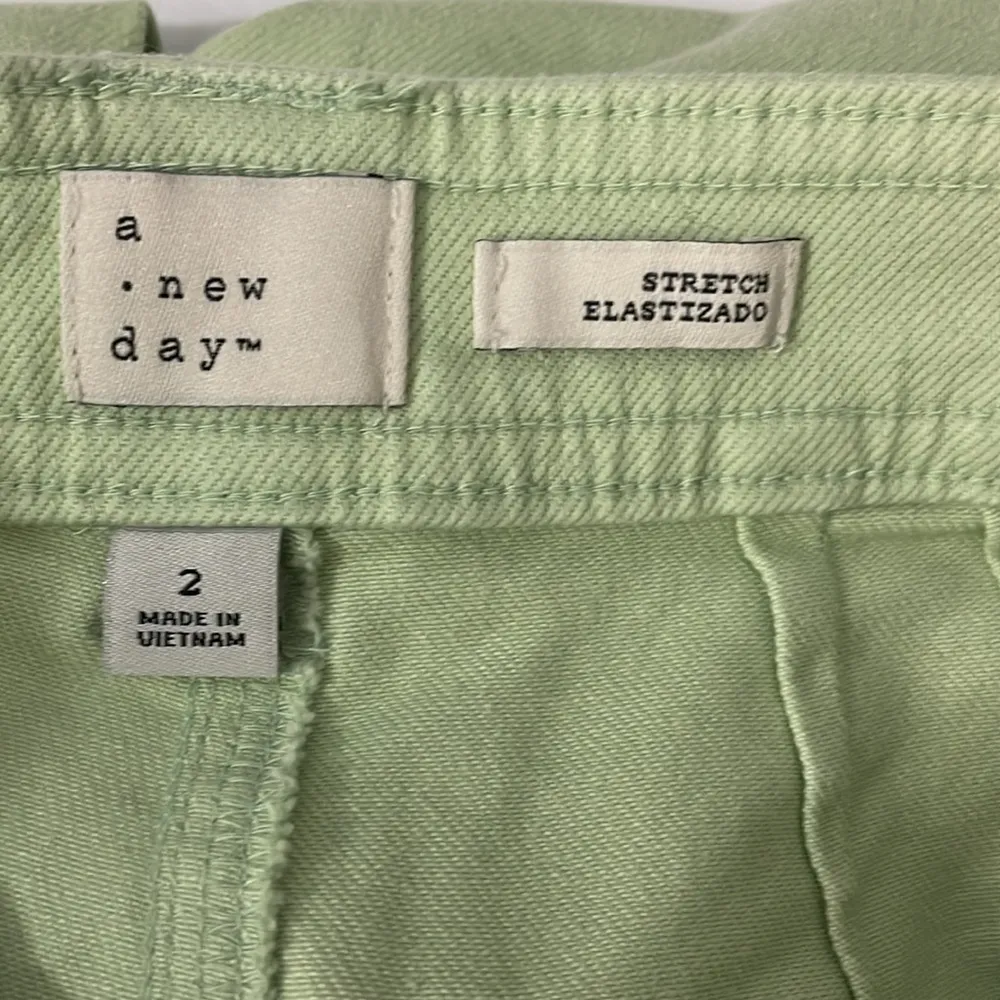 a
· new
day™
STRETCH
ELASTIZADO
2
MADE IN
VIETNAM